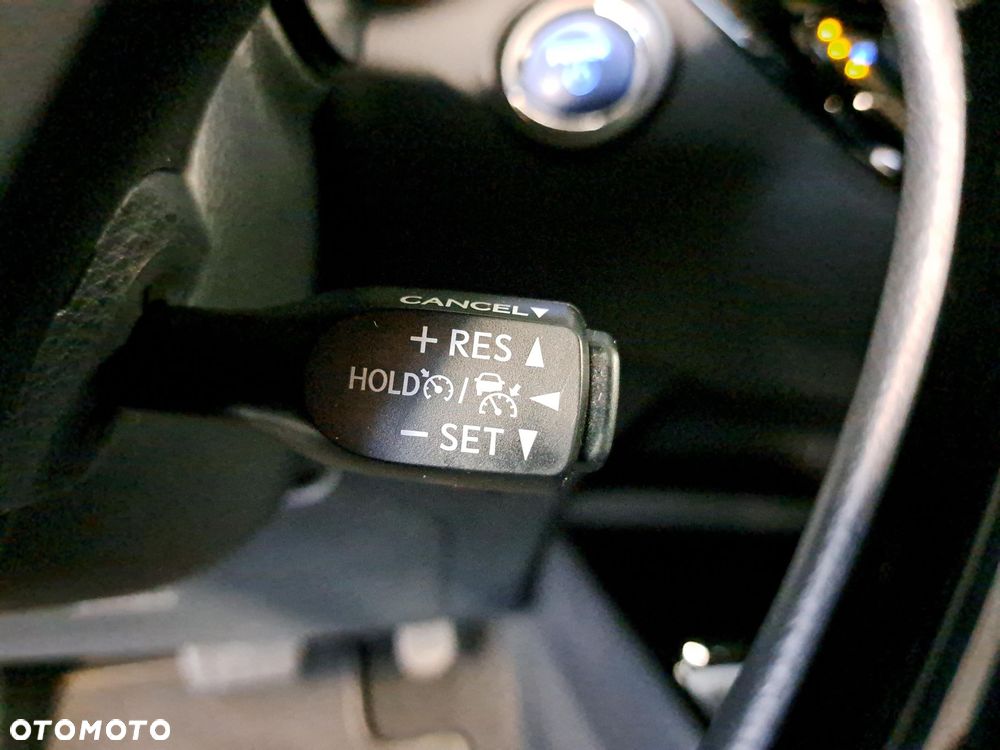 CANCEL▼
+ RES ▲
HOLD / ◄
− SET ▼
OTOMOTO